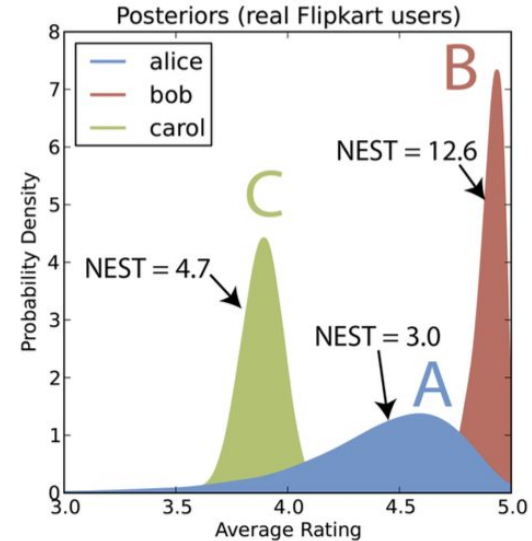 Posteriors (real Flipkart users)
8
7
6
5
4
3
2
1
0
Probability Density
alice
bob
carol
B
NEST = 12.6
C
NEST = 4.7
NEST = 3.0
A
3.0 3.5 4.0 4.5 5.0
Average Rating